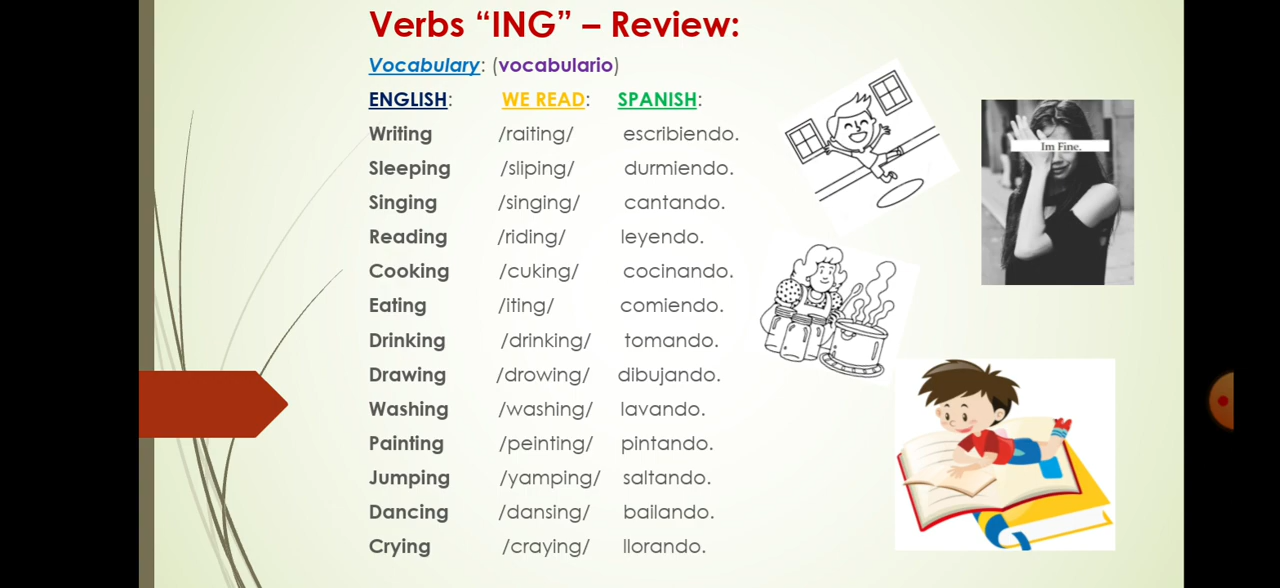 Verbs “ING” – Review:
Vocabulary: (vocabulario)
ENGLISH: WE READ: SPANISH:
Writing /raiting/ escribiendo.
Sleeping /sliping/ durmiendo.
Singing /singing/ cantando.
Reading /riding/ leyendo.
Cooking /cuking/ cocinando.
Eating /iting/ comiendo.
Drinking /drinking/ tomando.
Drawing /drowing/ dibujando.
Washing /washing/ lavando.
Painting /peinting/ pintando.
Jumping /yamping/ saltando.
Dancing /dansing/ bailando.
Crying /craying/ llorando.
Im Fine.